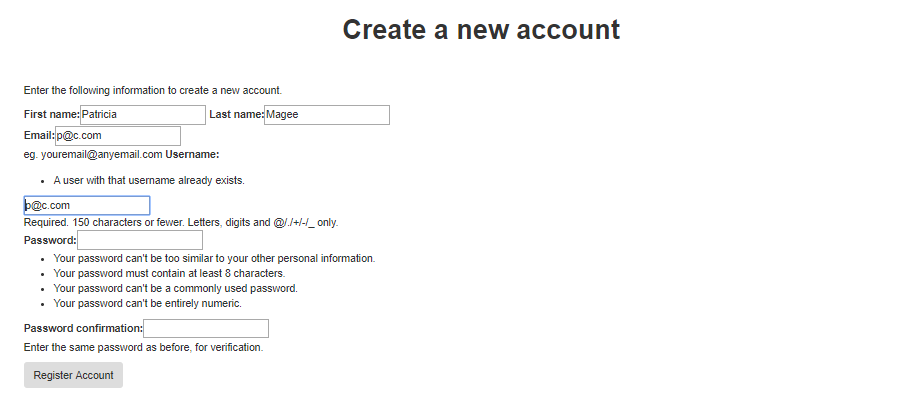 Create a new account
Enter the following information to create a new account.
First name: Patricia Last name: Magee
Email: p@c.com
eg. youremail@anyemail.com Username:
• A user with that username already exists.
p@c.com
Required. 150 characters or fewer. Letters, digits and @/./+/-/_ only.
Password:
• Your password can't be too similar to your other personal information.
• Your password must contain at least 8 characters.
• Your password can't be a commonly used password.
• Your password can't be entirely numeric.
Password confirmation:
Enter the same password as before, for verification.
Register Account